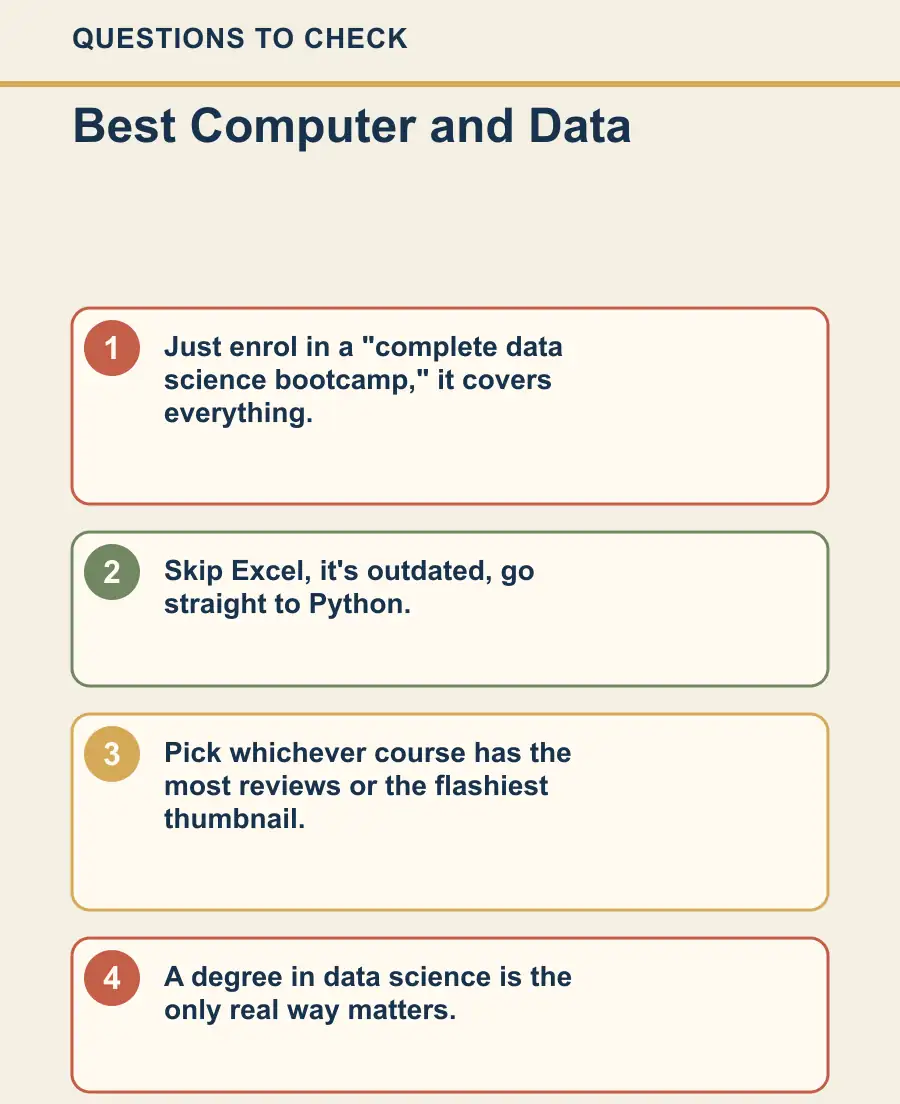 QUESTIONS TO CHECK
Best Computer and Data
1
Just enrol in a "complete data
science bootcamp," it covers
everything.
2
Skip Excel, it's outdated, go
straight to Python.
3
Pick whichever course has the
most reviews or the flashiest
thumbnail.
4
A degree in data science is the
only real way matters.